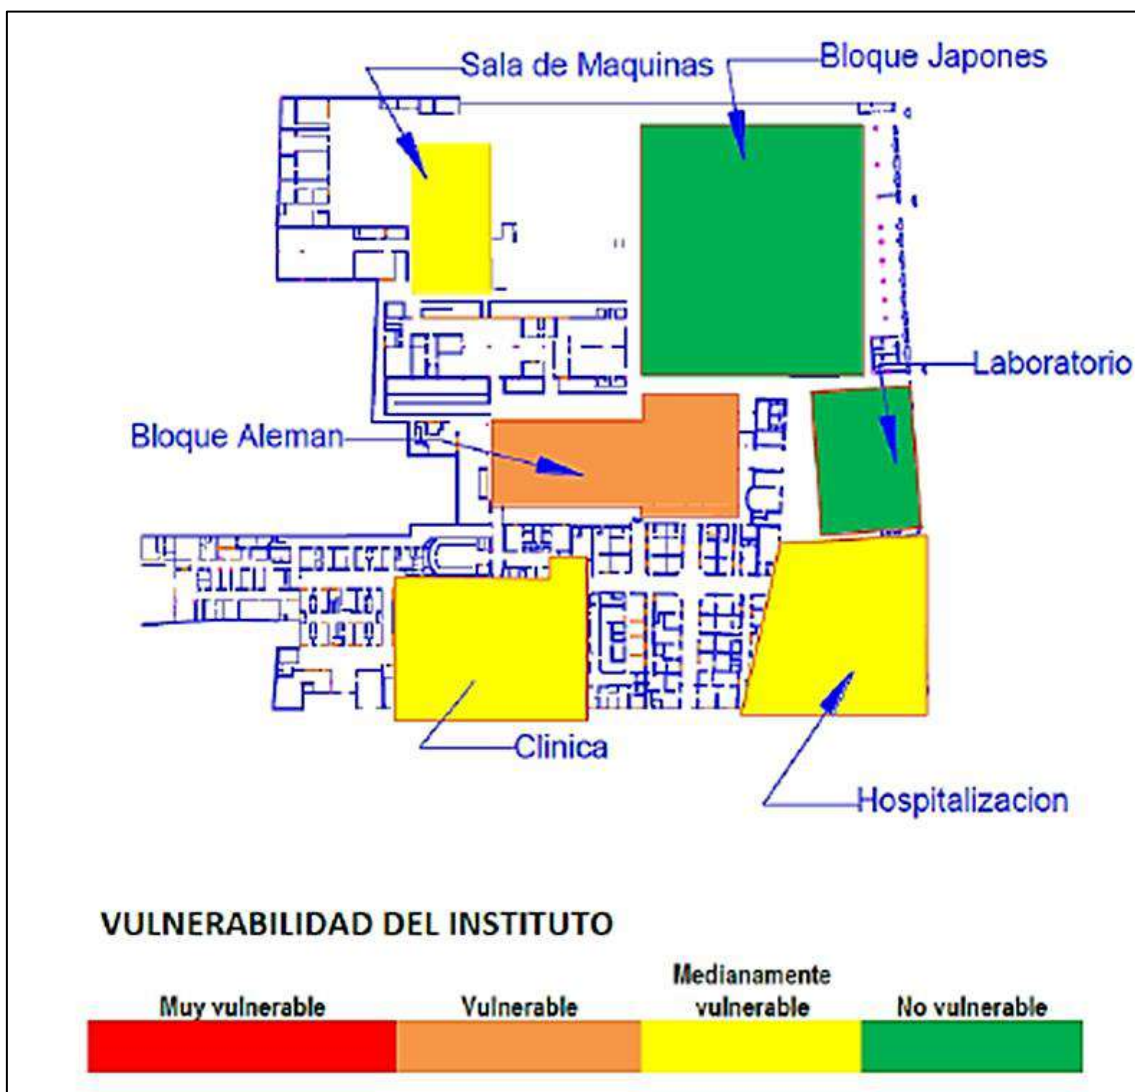 Sala de Maquinas
Bloque Japones
Laboratorio
Bloque Aleman
Clinica
Hospitalizacion
VULNERABILIDAD DEL INSTITUTO
Muy vulnerable
Vulnerable
Medianamente
vulnerable
No vulnerable